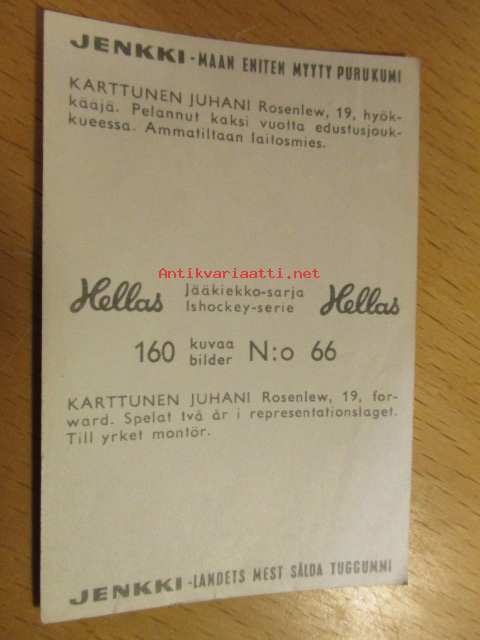 JENKKI - MAAN ENITEN MYYTY PURUKUMI
KARTTUNEN JUHANI Rosenlew, 19, hyök-
kääjä. Pelannut kaksi vuotta edustusjouk-
kueessa. Ammatiltaan laitosmies.
Antikvariaatti.net
Hellas Jääkiekko-sarja Hellas
Ishockey-serie
160 kuvaa N:o 66
bilder
KARTTUNEN JUHANI Rosenlew, 19, for-
ward. Spelat två år i representationslaget.
Till yrket montör.
JENKKI - LANDETS MEST SÅLDA TUGGUMMI